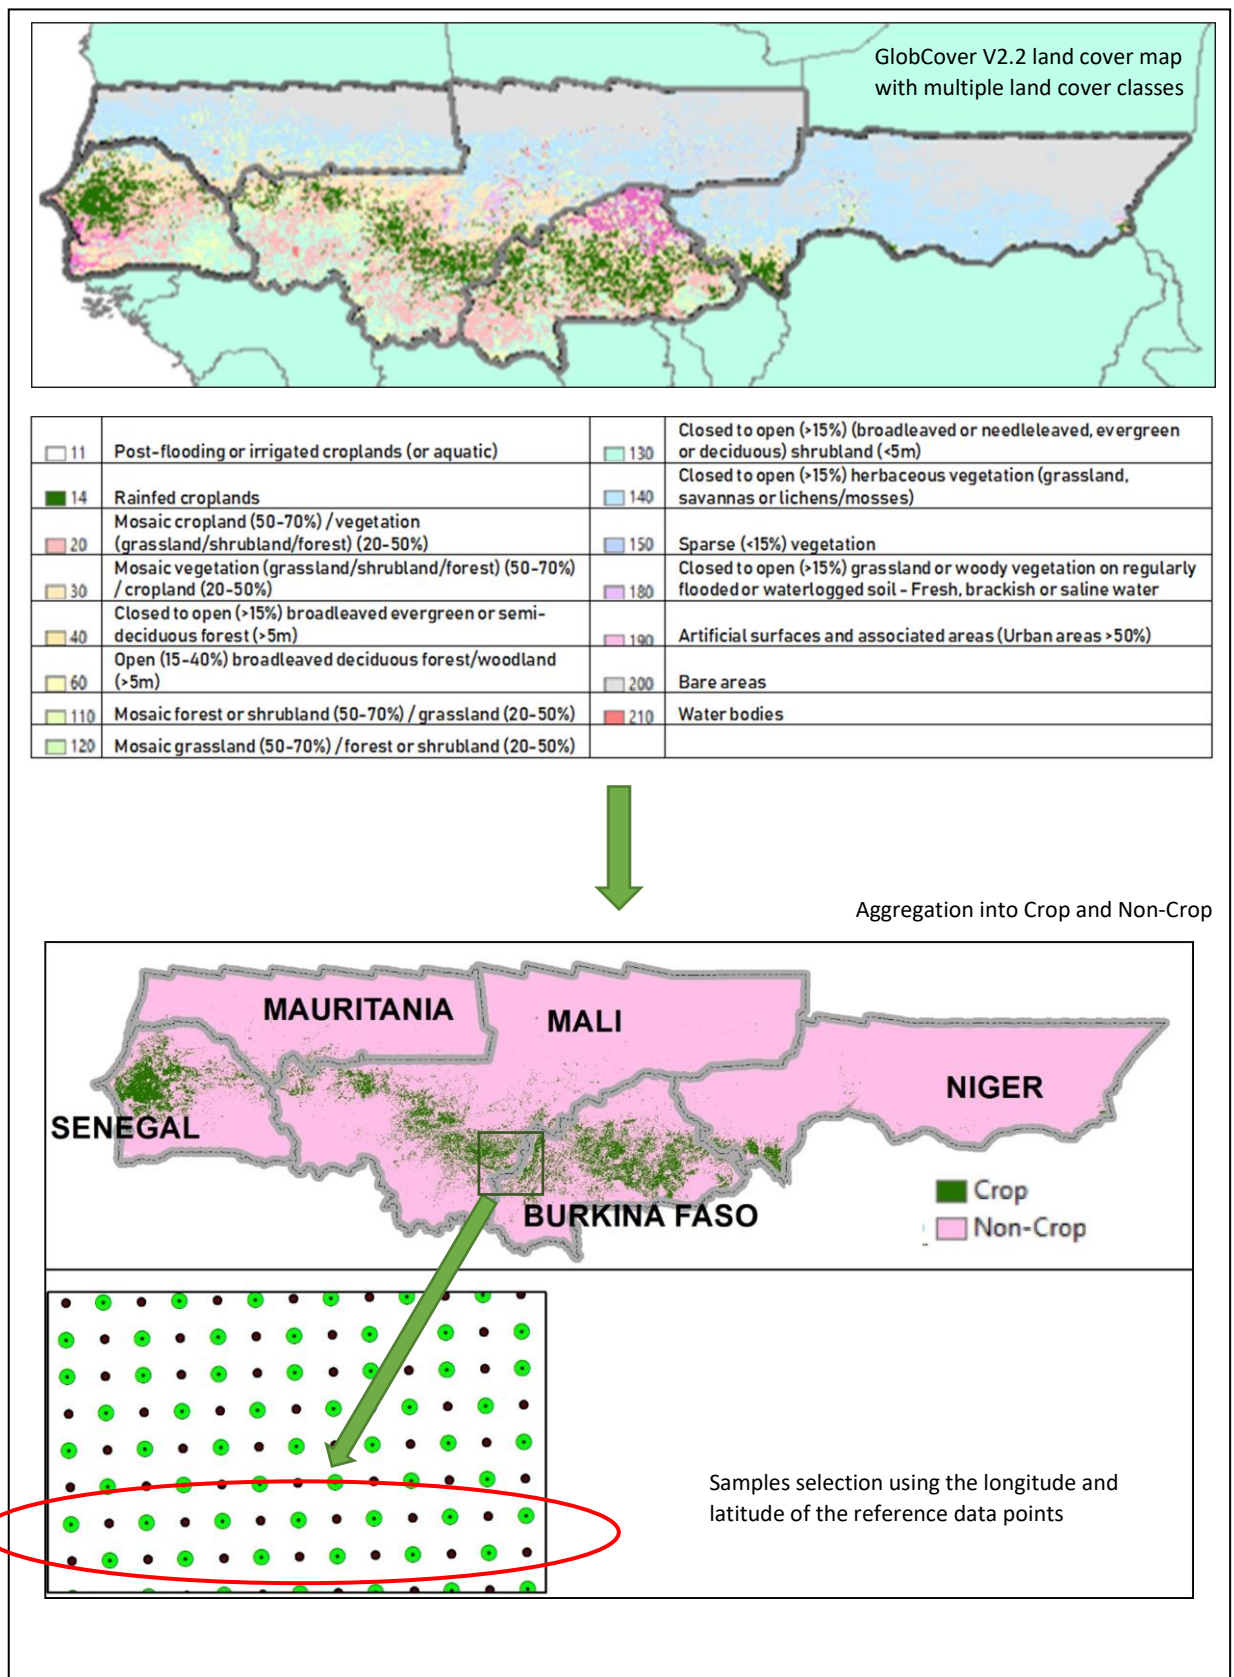 GlobCover V2.2 land cover map
with multiple land cover classes
11 Post-flooding or irrigated croplands (or aquatic)
14 Rainfed croplands
20 Mosaic cropland (50-70%) / vegetation
(grassland/shrubland/forest) (20-50%)
30 Mosaic vegetation (grassland/shrubland/forest) (50-70%)
/ cropland (20-50%)
40 Closed to open (>15%) broadleaved evergreen or semi-
deciduous forest (>5m)
60 Open (15-40%) broadleaved deciduous forest/woodland
(>5m)
110 Mosaic forest or shrubland (50-70%) / grassland (20-50%)
120 Mosaic grassland (50-70%) / forest or shrubland (20-50%)
130 Closed to open (>15%) (broadleaved or needleleaved, evergreen
or deciduous) shrubland (<5m)
140 Closed to open (>15%) herbaceous vegetation (grassland,
savannas or lichens/mosses)
150 Sparse (<15%) vegetation
180 Closed to open (>15%) grassland or woody vegetation on regularly
flooded or waterlogged soil - Fresh, brackish or saline water
190 Artificial surfaces and associated areas (Urban areas >50%)
200 Bare areas
210 Water bodies
Aggregation into Crop and Non-Crop
MAURITANIA
MALI
NIGER
SENEGAL
BURKINA FASO
Crop
Non-Crop
Samples selection using the longitude and
latitude of the reference data points